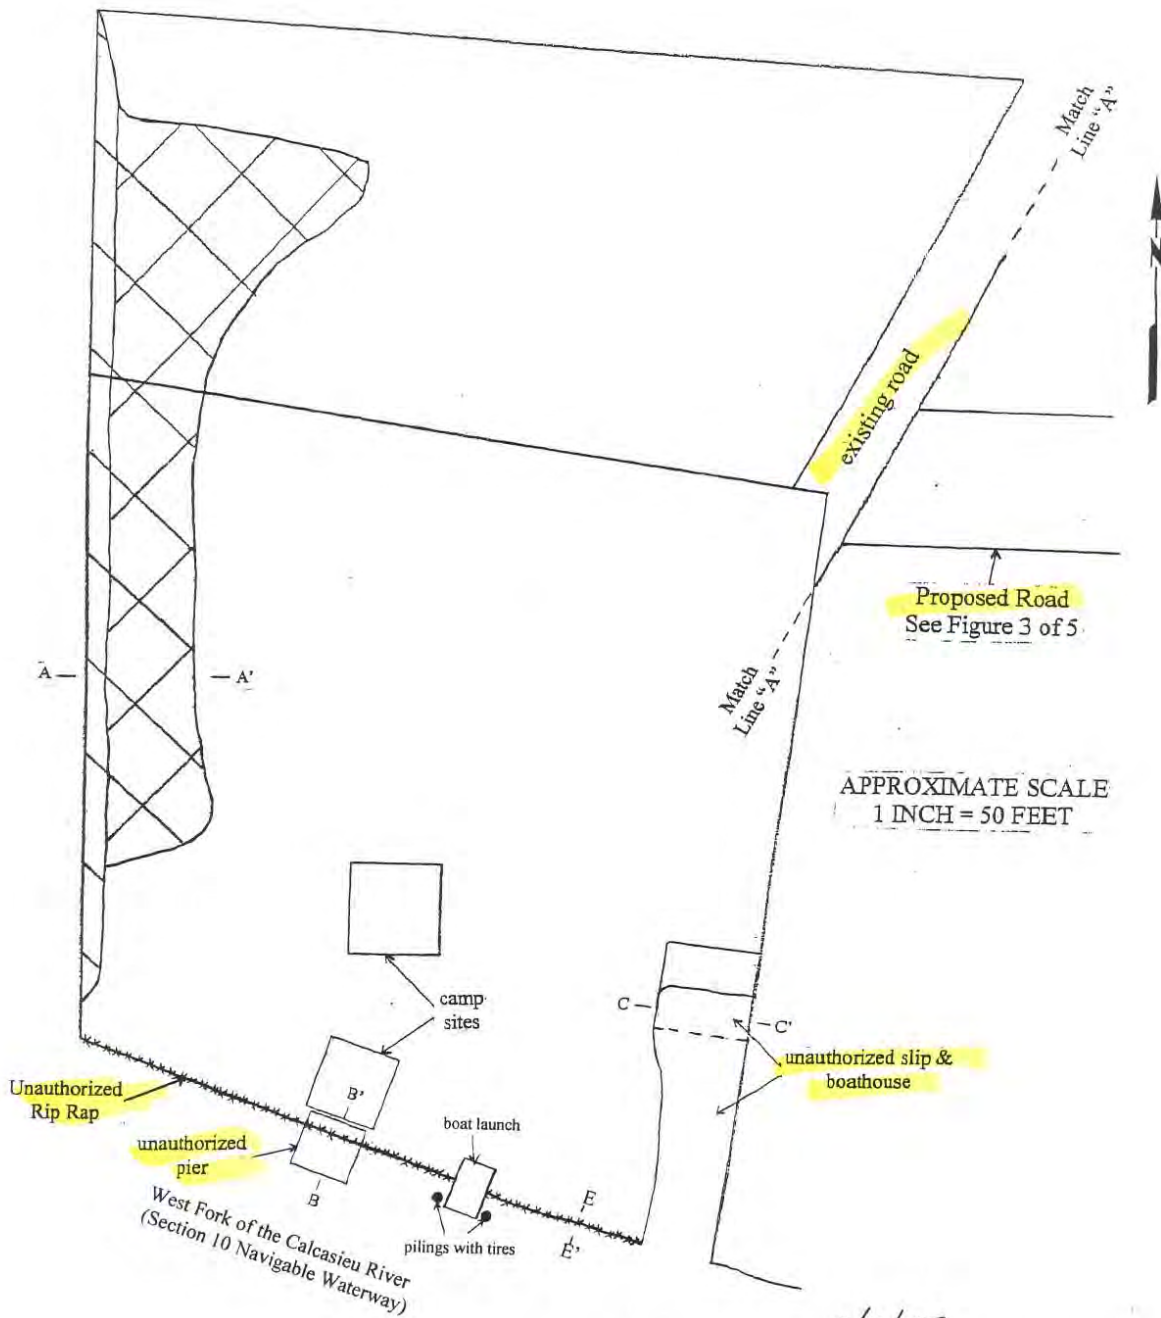 Match
Line “A”
N
existing road
Proposed Road
See Figure 3 of 5
A
A'
Match
Line “A”
APPROXIMATE SCALE
1 INCH = 50 FEET
camp
sites
C
C'
unauthorized slip &
boathouse
Unauthorized
Rip Rap
B'
boat launch
unauthorized
pier
B
E
E'
pilings with tires
West Fork of the Calcasieu River
(Section 10 Navigable Waterway)